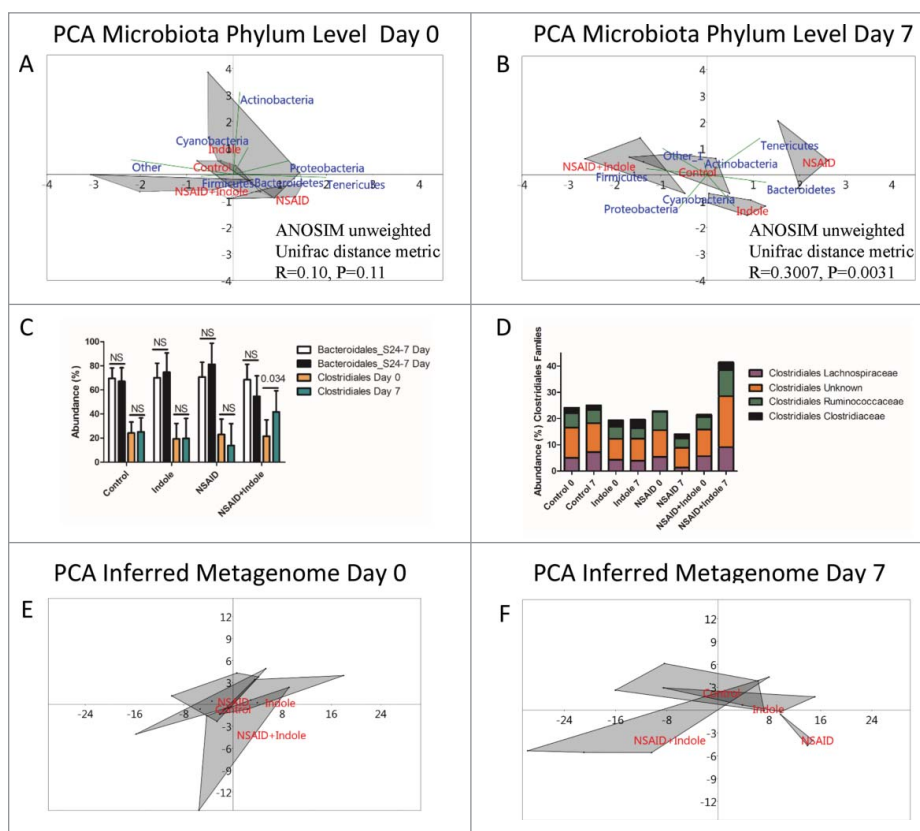 PCA Microbiota Phylum Level Day 0
A
4
3
Actinobacteria
2
Cyanobacteria
1
Indole
Other
Control
Proteobacteria
-4 -3 -2 -1 1 2 3 4
Firmicutes Bacteroidetes Tenericutes
NSAID+Indole
-1
NSAID
-2
-3
-4
ANOSIM unweighted
Unifrac distance metric
R=0.10, P=0.11
PCA Microbiota Phylum Level Day 7
B
4
3
2
1
Tenericutes
Other_1
NSAID+Indole
Actinobacteria
NSAID
Control
Firmicutes
-4 -3 -2 -1 1 2 3 4
Bacteroidetes
Cyanobacteria
Proteobacteria
Indole
-1
-2
-3
-4
ANOSIM unweighted
Unifrac distance metric
R=0.3007, P=0.0031
C
Abundance (%)
100
80
60
40
20
0
NS
NS
NS
NS
NS
NS
NS
0.034
Control
Indole
NSAID
NSAID+Indole
Bacteroidales_S24-7 Day
Bacteroidales_S24-7 Day
Clostridiales Day 0
Clostridiales Day 7
D
Abundance (%) Clostridiales Families
40
30
20
10
0
Control 0
Control 7
Indole 0
Indole 7
NSAID 0
NSAID 7
NSAID+Indole 0
NSAID+Indole 7
Clostridiales Lachnospiraceae
Clostridiales Unknown
Clostridiales Ruminococcaceae
Clostridiales Clostridiaceae
PCA Inferred Metagenome Day 0
E
12
9
6
3
NSAID
Indole
Control
-24 -16 -8 8 16 24
-3
NSAID+Indole
-6
-9
-12
PCA Inferred Metagenome Day 7
F
12
9
6
3
Control
Indole
-24 -16 -8 8 16 24
-3
NSAID+Indole
NSAID
-6
-9
-12